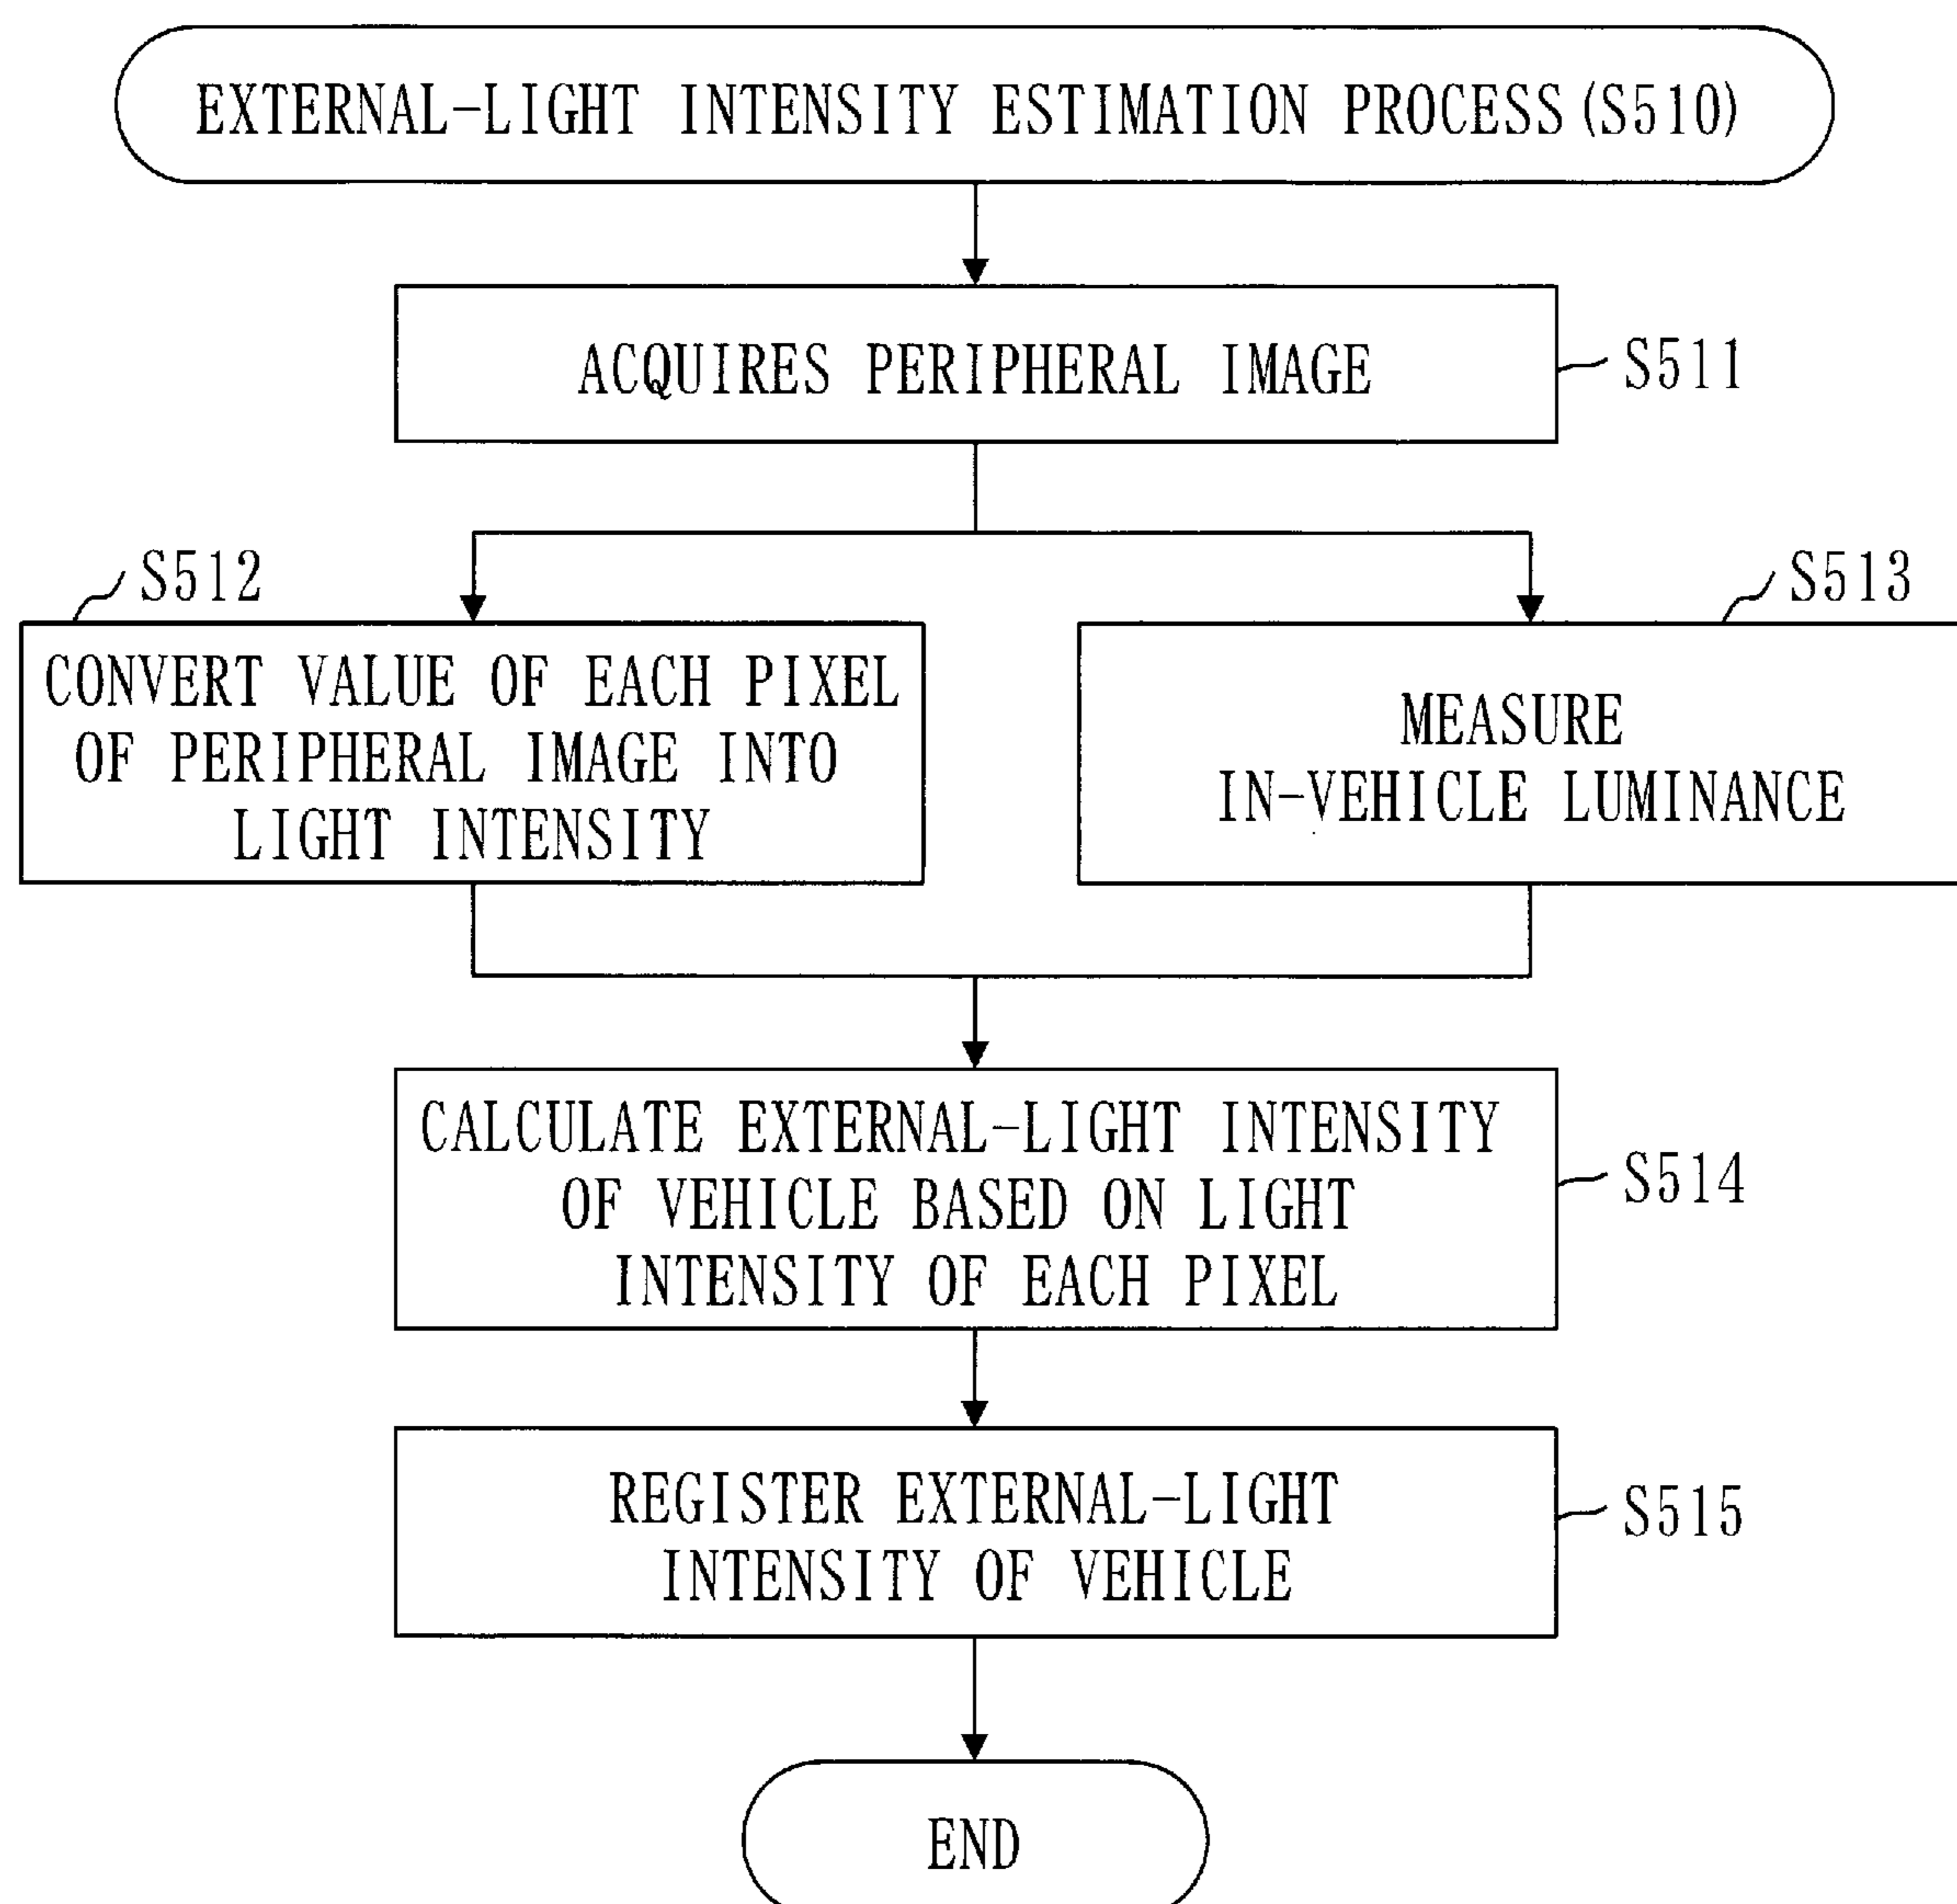 EXTERNAL-LIGHT INTENSITY ESTIMATION PROCESS(S510)
ACQUIRES PERIPHERAL IMAGE
S511
S512
CONVERT VALUE OF EACH PIXEL
OF PERIPHERAL IMAGE INTO
LIGHT INTENSITY
S513
MEASURE
IN-VEHICLE LUMINANCE
CALCULATE EXTERNAL-LIGHT INTENSITY
OF VEHICLE BASED ON LIGHT
INTENSITY OF EACH PIXEL
S514
REGISTER EXTERNAL-LIGHT
INTENSITY OF VEHICLE
S515
END